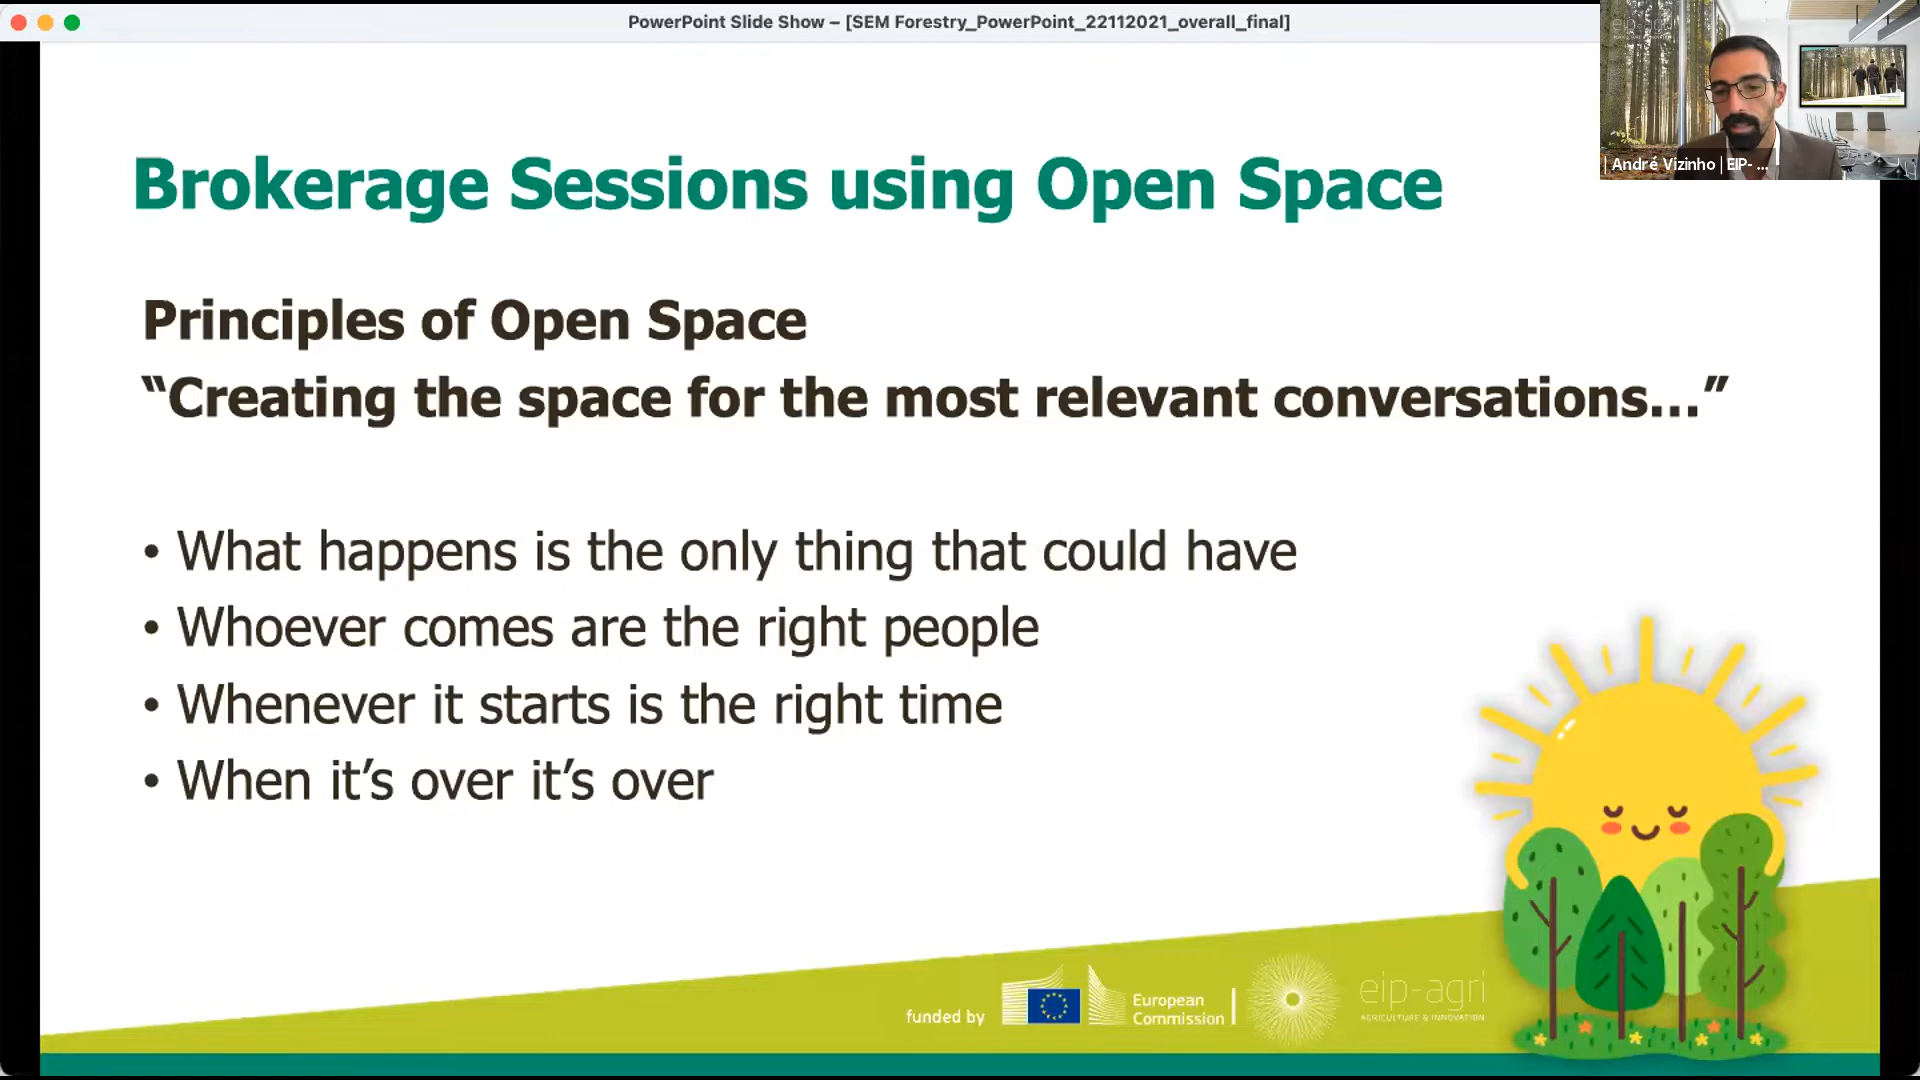 PowerPoint Slide Show – [SEM Forestry_PowerPoint_22112021_overall_final]
| André Vizinho | EIP- ...
Brokerage Sessions using Open Space
Principles of Open Space
“Creating the space for the most relevant conversations...”
• What happens is the only thing that could have
• Whoever comes are the right people
• Whenever it starts is the right time
• When it’s over it’s over
funded by
European
Commission
eip-agri
AGRICULTURE & INNOVATION